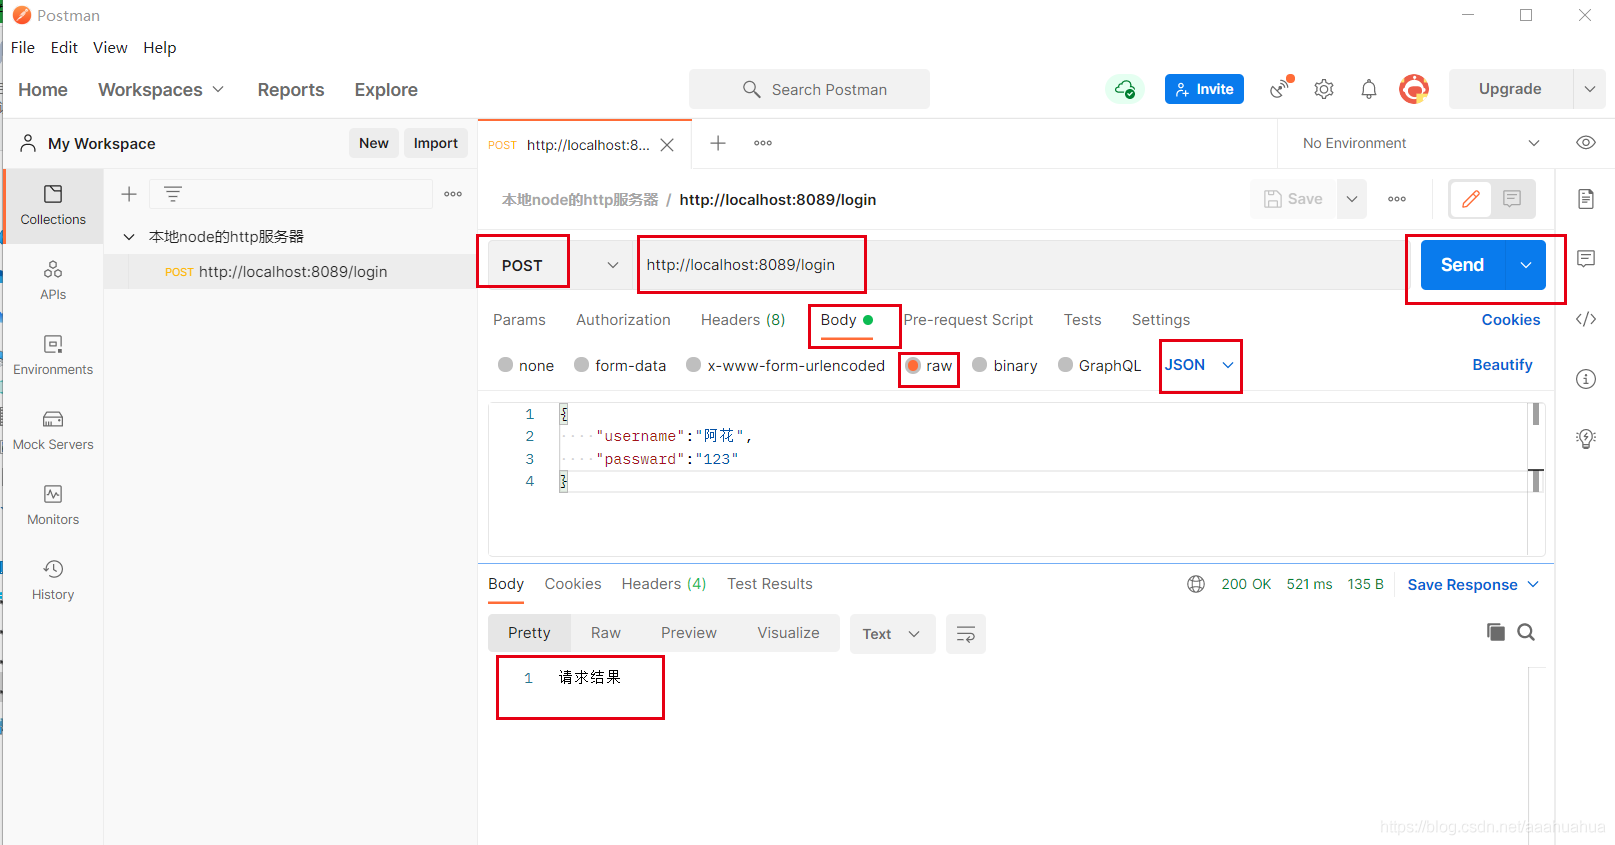 Postman
File Edit View Help
Home Workspaces Reports Explore Search Postman Invite Upgrade
My Workspace New Import POST http://localhost:8... No Environment
Collections
APIs
Environments
Mock Servers
Monitors
History
本地node的http服务器
POST http://localhost:8089/login
本地node的http服务器 / http://localhost:8089/login Save
POST http://localhost:8089/login Send
Params Authorization Headers (8) Body Pre-request Script Tests Settings Cookies
none form-data x-www-form-urlencoded raw binary GraphQL JSON Beautify
1 {
2 "username":"阿花",
3 "passward":"123"
4 }
Body Cookies Headers (4) Test Results 200 OK 521 ms 135 B Save Response
Pretty Raw Preview Visualize Text
1 请求结果
https://blog.csdn.net/aaahuahua